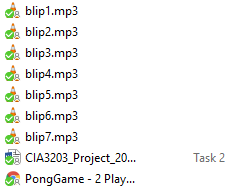 blip1.mp3
blip2.mp3
blip3.mp3
blip4.mp3
blip5.mp3
blip6.mp3
blip7.mp3
CIA3203_Project_20... Task 2
PongGame - 2 Play...